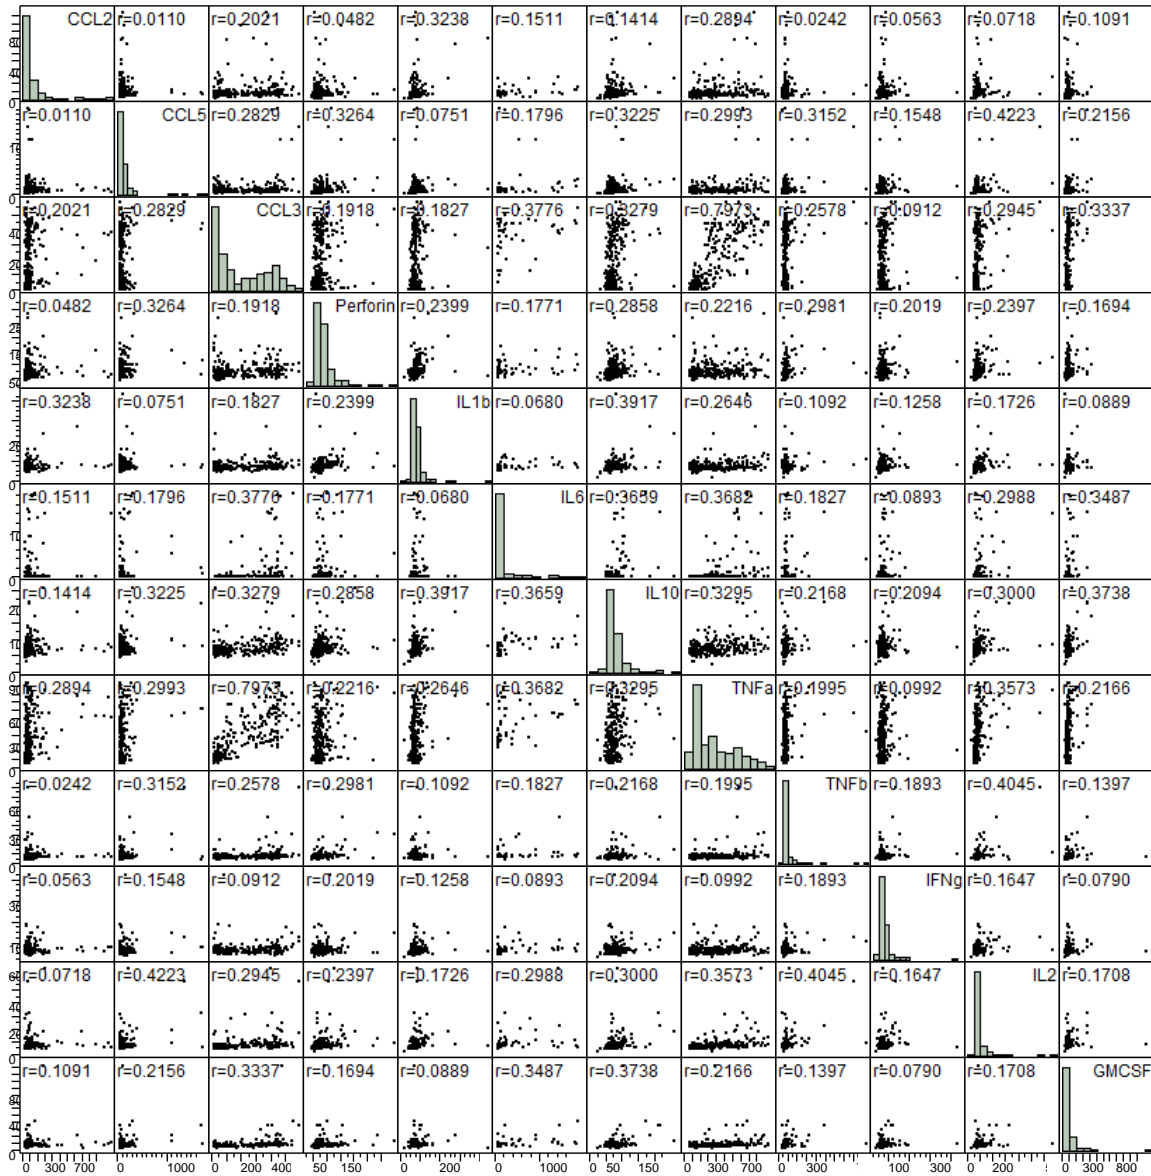 CCL2 r=0.0110 r=0.2021 r=0.0482 r=0.3238 r=0.1511 r=0.1414 r=0.2894 r=0.0242 r=0.0563 r=0.0718 r=0.1091
r=0.0110 CCL5 r=0.2829 r=0.3264 r=0.0751 r=0.1796 r=0.3225 r=0.2993 r=0.3152 r=0.1548 r=0.4223 r=0.2156
r=0.2021 r=0.2829 CCL3 r=0.1918 r=0.1827 r=0.3776 r=0.3279 r=0.7973 r=0.2578 r=0.0912 r=0.2945 r=0.3337
r=0.0482 r=0.3264 r=0.1918 Perforin r=0.2399 r=0.1771 r=0.2858 r=0.2216 r=0.2981 r=0.2019 r=0.2397 r=0.1694
r=0.3238 r=0.0751 r=0.1827 r=0.2399 IL1b r=0.0680 r=0.3917 r=0.2646 r=0.1092 r=0.1258 r=0.1726 r=0.0889
r=0.1511 r=0.1796 r=0.3776 r=0.1771 r=0.0680 IL6 r=0.3659 r=0.3682 r=0.1827 r=0.0893 r=0.2988 r=0.3487
r=0.1414 r=0.3225 r=0.3279 r=0.2858 r=0.3917 r=0.3659 IL10 r=0.3295 r=0.2168 r=0.2094 r=0.3000 r=0.3738
r=0.2894 r=0.2993 r=0.7973 r=0.2216 r=0.2646 r=0.3682 r=0.3295 TNFa r=0.1995 r=0.0992 r=0.3573 r=0.2166
r=0.0242 r=0.3152 r=0.2578 r=0.2981 r=0.1092 r=0.1827 r=0.2168 r=0.1995 TNFb r=0.1893 r=0.4045 r=0.1397
r=0.0563 r=0.1548 r=0.0912 r=0.2019 r=0.1258 r=0.0893 r=0.2094 r=0.0992 r=0.1893 IFNg r=0.1647 r=0.0790
r=0.0718 r=0.4223 r=0.2945 r=0.2397 r=0.1726 r=0.2988 r=0.3000 r=0.3573 r=0.4045 r=0.1647 IL2 r=0.1708
r=0.1091 r=0.2156 r=0.3337 r=0.1694 r=0.0889 r=0.3487 r=0.3738 r=0.2166 r=0.1397 r=0.0790 r=0.1708 GMCSF
0 300 700 0 1000 0 200 400 50 150 0 200 0 1000 0 50 150 0 300 700 0 300 100 300 0 200 0 300 800